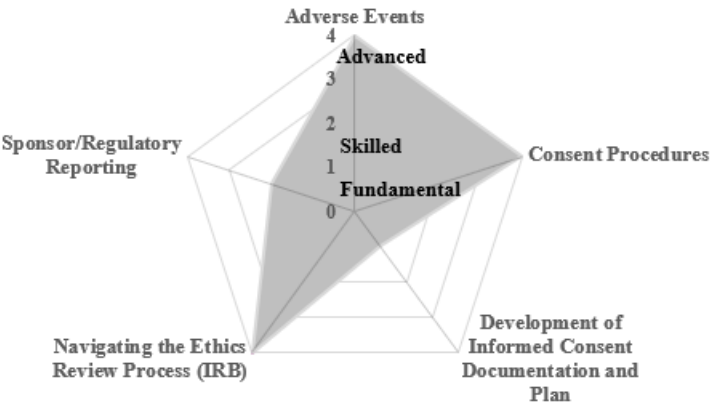 Adverse Events
4
Advanced
3
2
Skilled
1
Fundamental
0
Sponsor/Regulatory
Reporting
Consent Procedures
Navigating the Ethics
Review Process (IRB)
Development of
Informed Consent
Documentation and
Plan